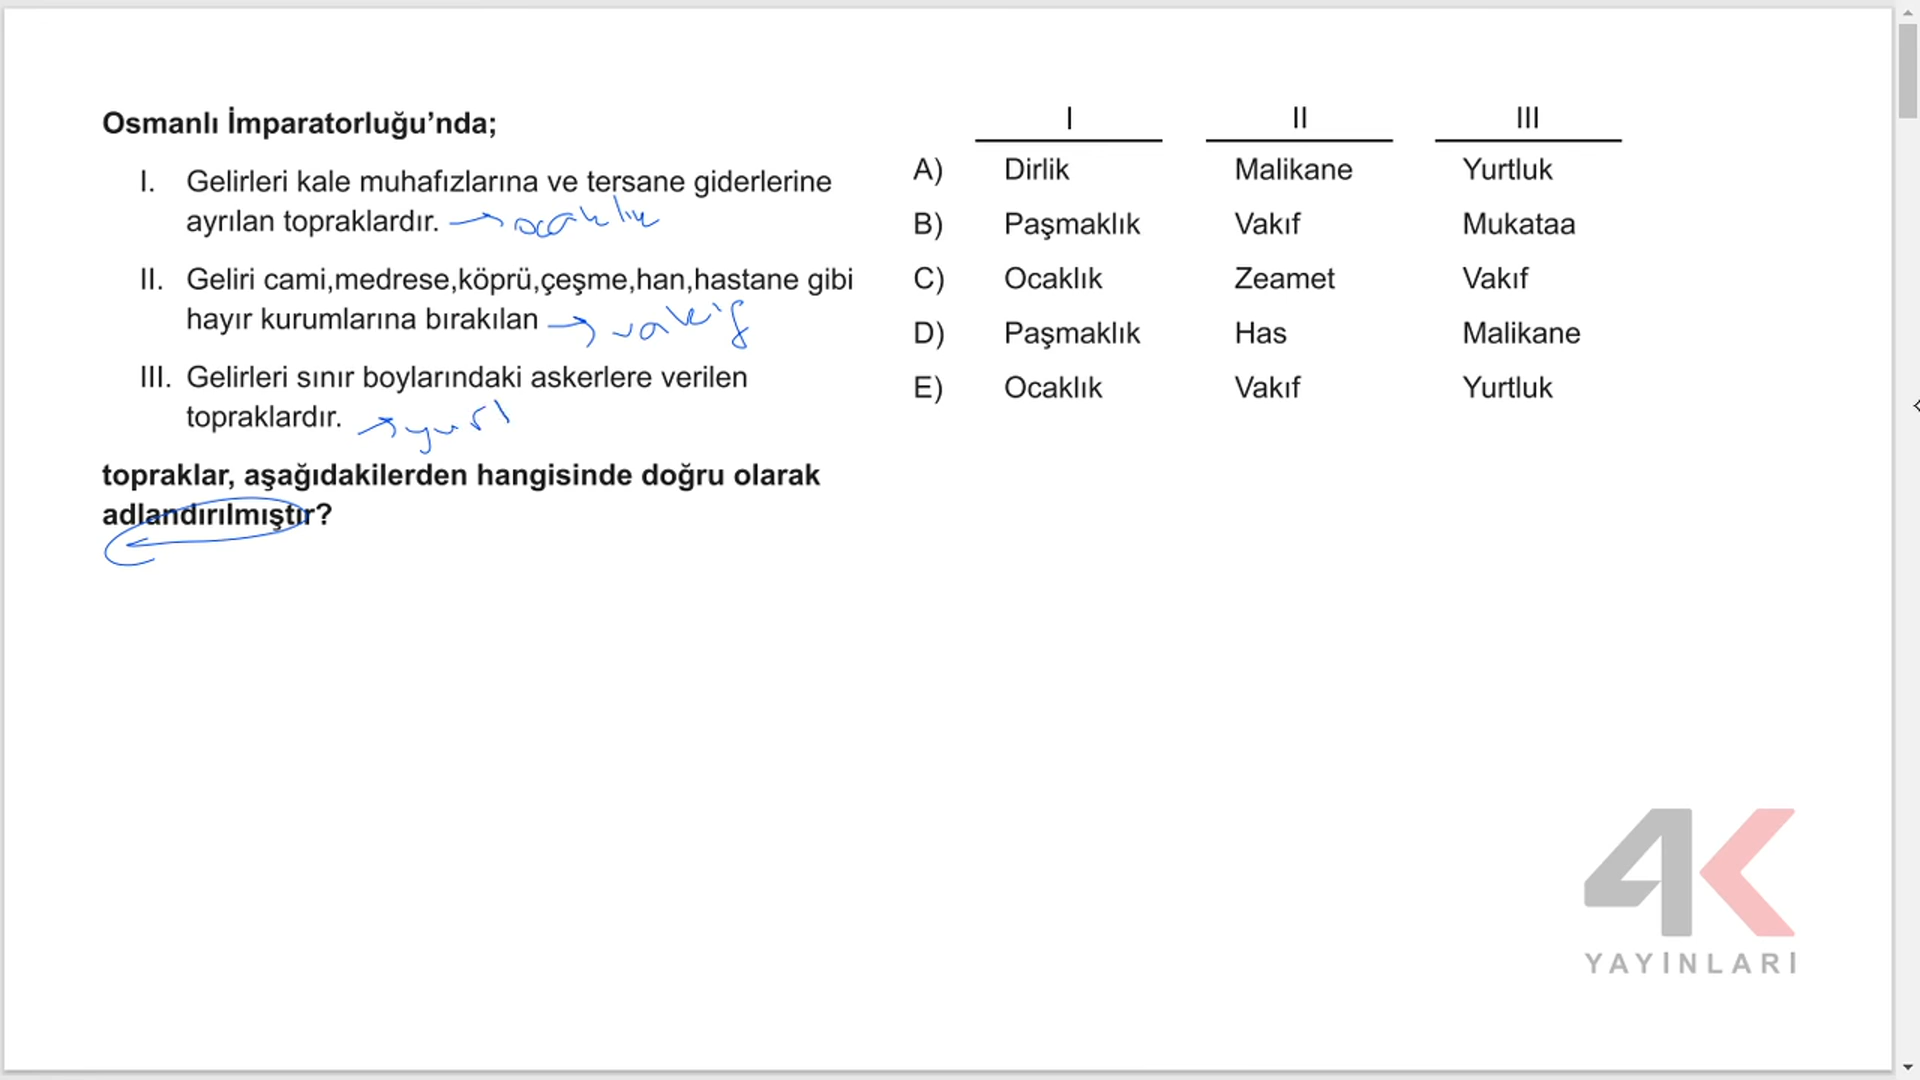 Osmanlı İmparatorluğu'nda;
I. Gelirleri kale muhafızlarına ve tersane giderlerine
ayrılan topraklardır. → ocaklık
II. Geliri cami,medrese,köprü,çeşme,han,hastane gibi
hayır kurumlarına bırakılan → vakıf
III. Gelirleri sınır boylarındaki askerlere verilen
topraklardır. →
topraklar, aşağıdakilerden hangisinde doğru olarak
adlandırılmıştır?
I II III
A) Dirlik Malikane Yurtluk
B) Paşmaklık Vakıf Mukataa
C) Ocaklık Zeamet Vakıf
D) Paşmaklık Has Malikane
E) Ocaklık Vakıf Yurtluk
4K
YAYINLARI